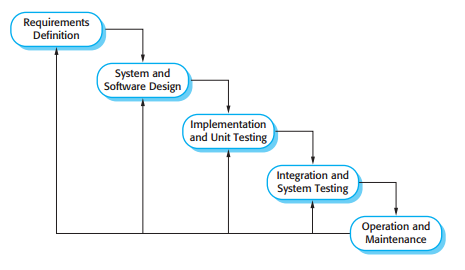 Requirements
Definition
System and
Software Design
Implementation
and Unit Testing
Integration and
System Testing
Operation and
Maintenance